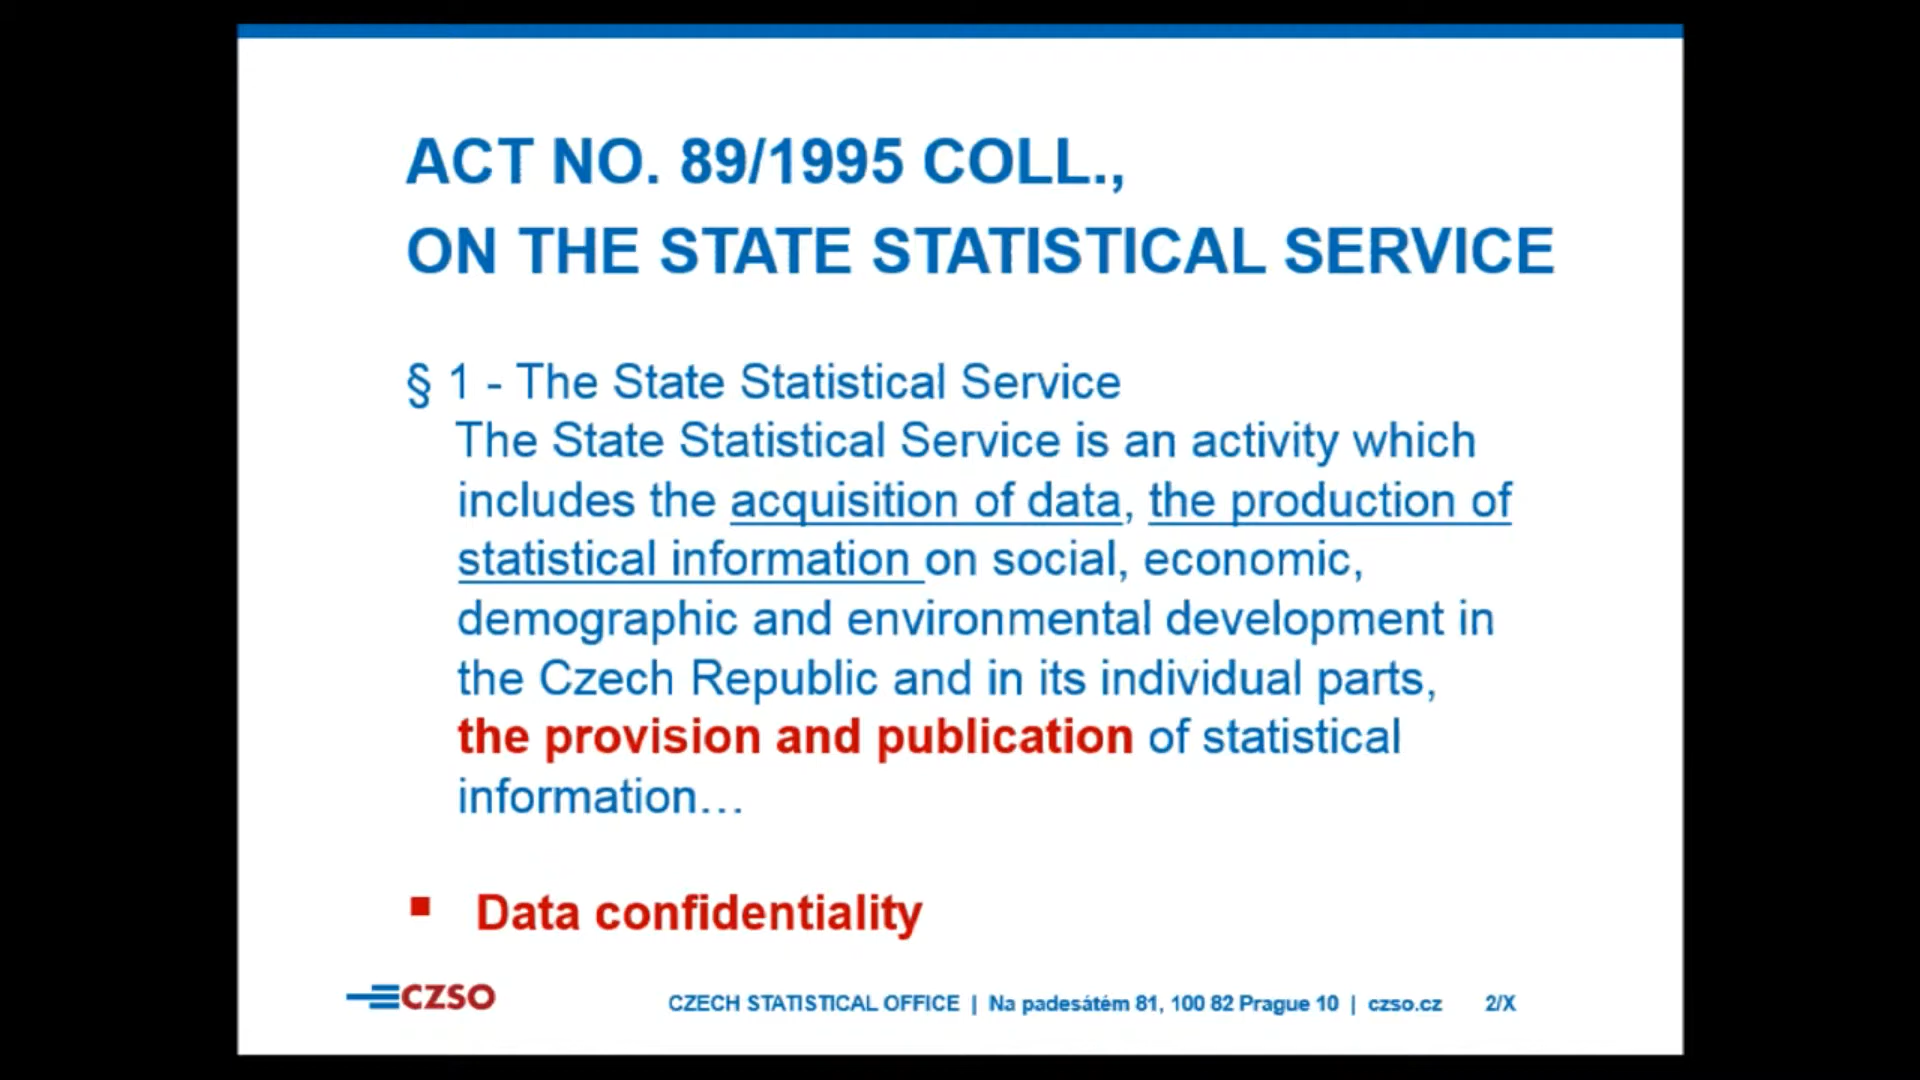 ACT NO. 89/1995 COLL.,
ON THE STATE STATISTICAL SERVICE
§ 1 - The State Statistical Service
The State Statistical Service is an activity which
includes the acquisition of data, the production of
statistical information on social, economic,
demographic and environmental development in
the Czech Republic and in its individual parts,
the provision and publication of statistical
information…
▪ Data confidentiality
CZSO
CZECH STATISTICAL OFFICE | Na padesátém 81, 100 82 Prague 10 | czso.cz 2/X